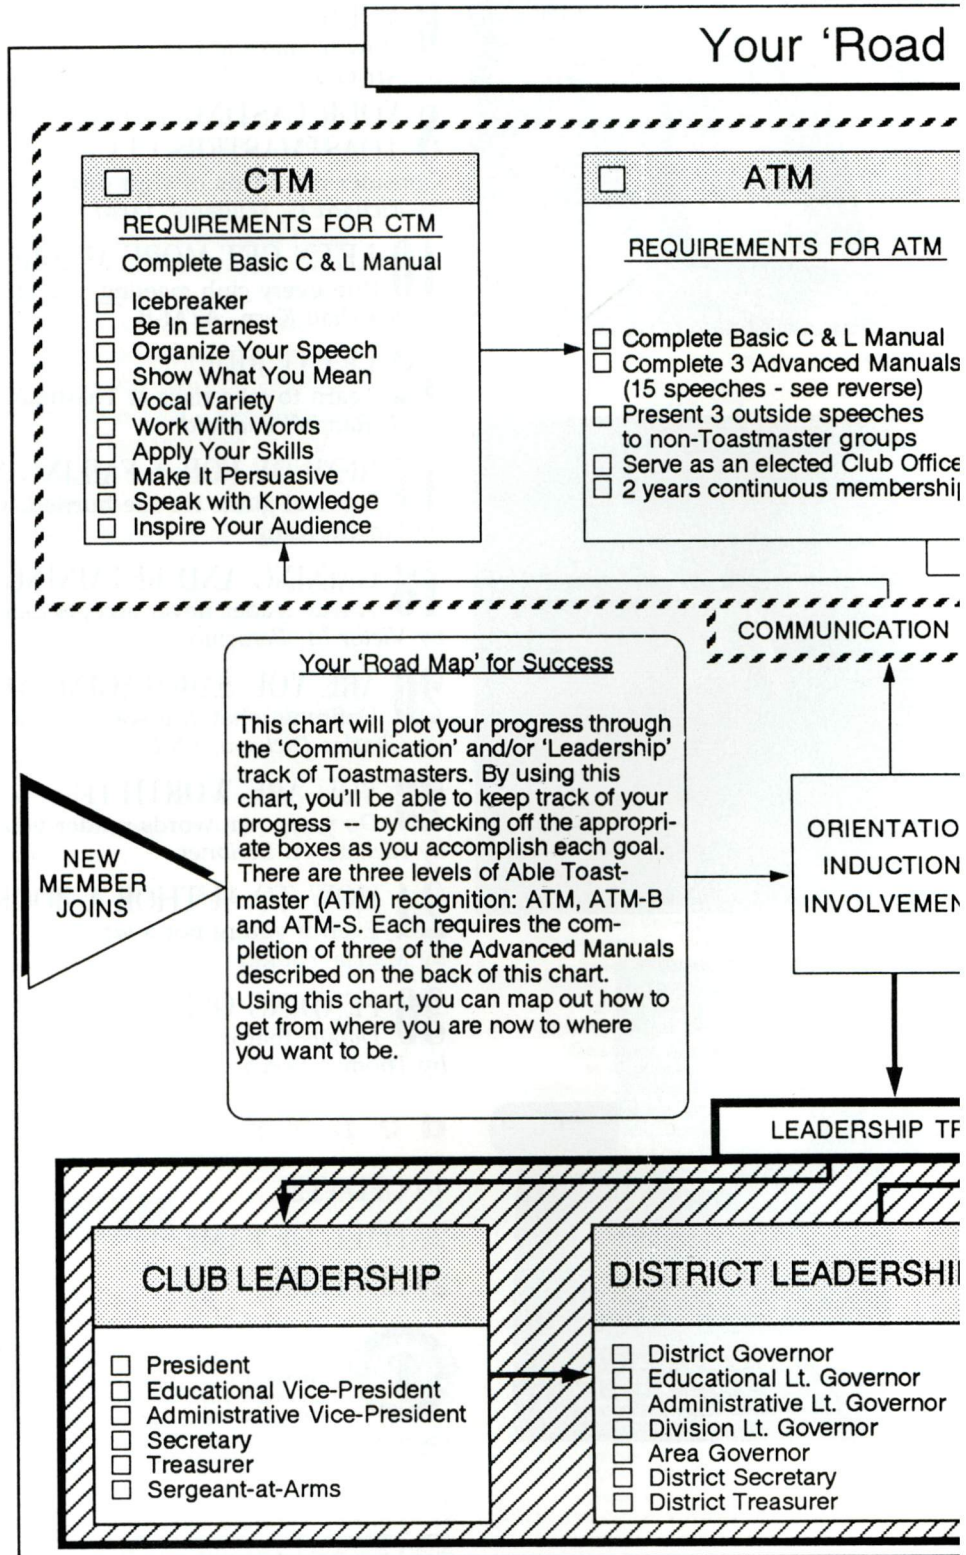 Your ‘Road
CTM
REQUIREMENTS FOR CTM
Complete Basic C & L Manual
Icebreaker
Be In Earnest
Organize Your Speech
Show What You Mean
Vocal Variety
Work With Words
Apply Your Skills
Make It Persuasive
Speak with Knowledge
Inspire Your Audience
ATM
REQUIREMENTS FOR ATM
Complete Basic C & L Manual
Complete 3 Advanced Manuals
(15 speeches - see reverse)
Present 3 outside speeches
to non-Toastmaster groups
Serve as an elected Club Office
2 years continuous membership
COMMUNICATION
Your ‘Road Map’ for Success
This chart will plot your progress through
the ‘Communication’ and/or ‘Leadership’
track of Toastmasters. By using this
chart, you’ll be able to keep track of your
progress — by checking off the appropri-
ate boxes as you accomplish each goal.
There are three levels of Able Toast-
master (ATM) recognition: ATM, ATM-B
and ATM-S. Each requires the com-
pletion of three of the Advanced Manuals
described on the back of this chart.
Using this chart, you can map out how to
get from where you are now to where
you want to be.
NEW
MEMBER
JOINS
ORIENTATIO
INDUCTION
INVOLVEMEN
LEADERSHIP TR
CLUB LEADERSHIP
President
Educational Vice-President
Administrative Vice-President
Secretary
Treasurer
Sergeant-at-Arms
DISTRICT LEADERSHI
District Governor
Educational Lt. Governor
Administrative Lt. Governor
Division Lt. Governor
Area Governor
District Secretary
District Treasurer